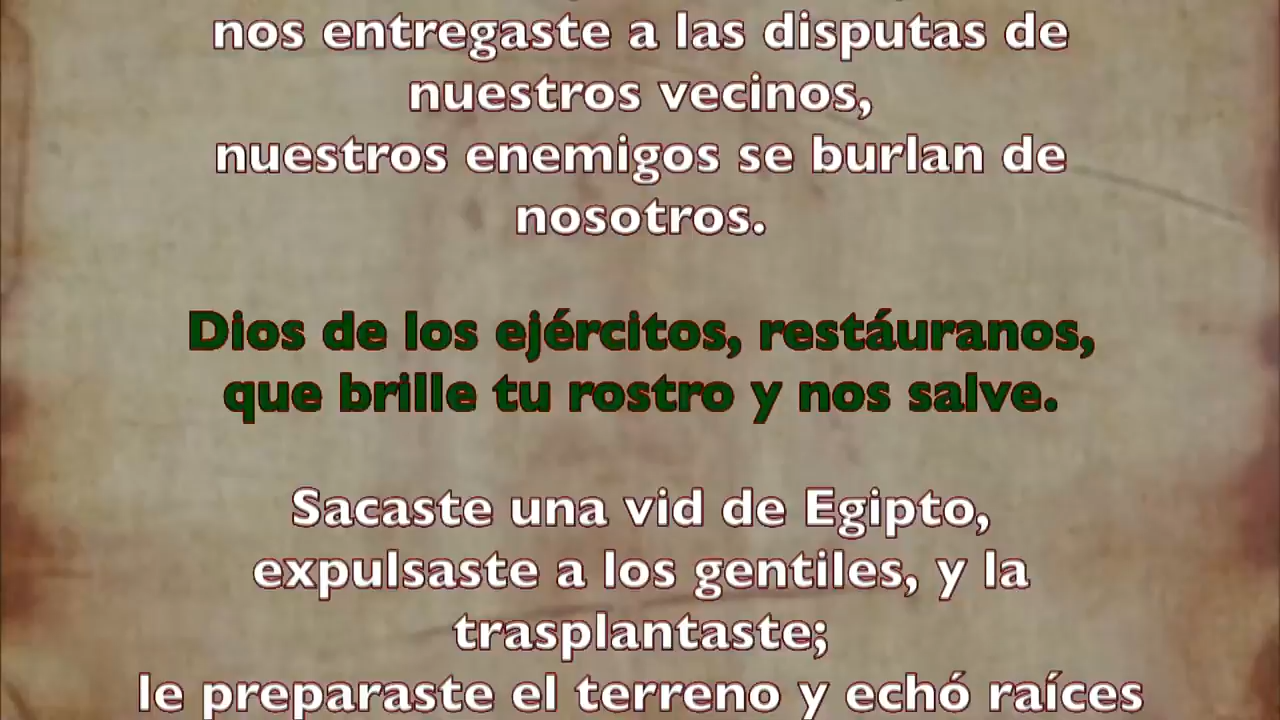 nos entregaste a las disputas de
nuestros vecinos,
nuestros enemigos se burlan de
nosotros.
Dios de los ejércitos, restáuranos,
que brille tu rostro y nos salve.
Sacaste una vid de Egipto,
expulsaste a los gentiles, y la
trasplantaste;
le preparaste el terreno y echó raíces